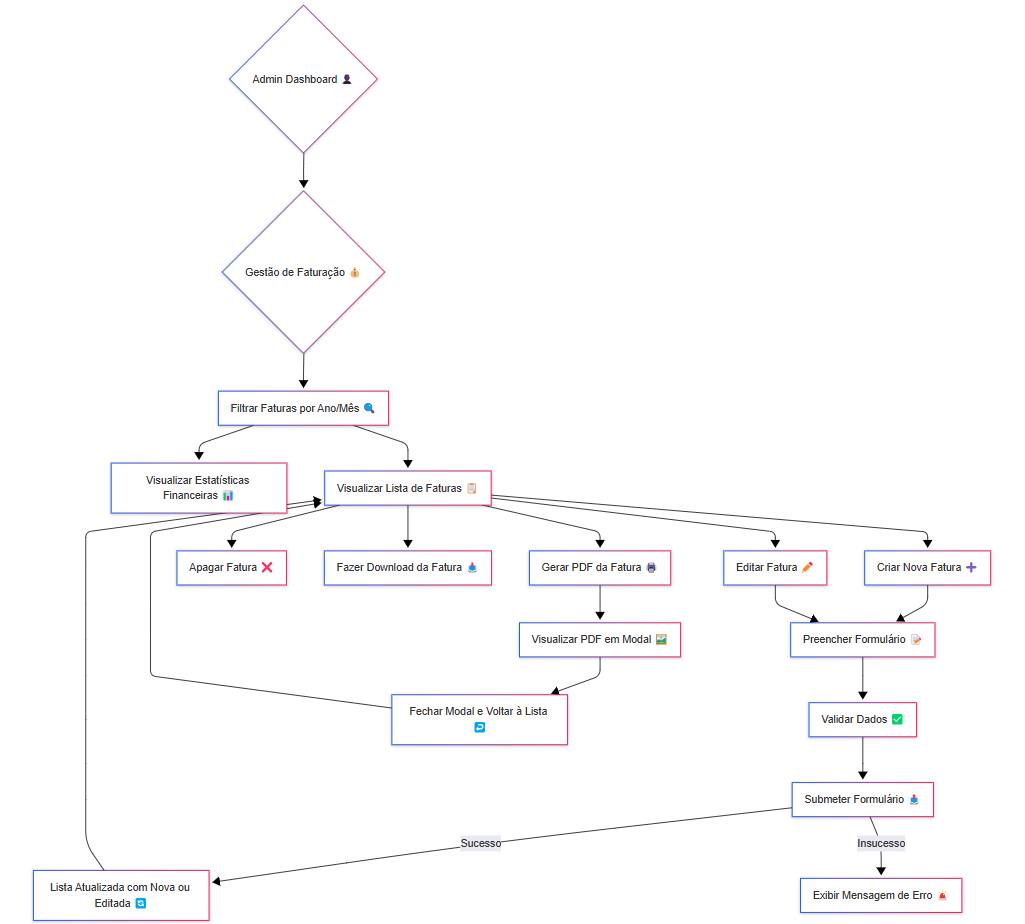 Admin Dashboard 👤
Gestão de Faturação 💰
Filtrar Faturas por Ano/Mês 🔍
Visualizar Estatísticas
Financeiras 📊
Visualizar Lista de Faturas 📋
Apagar Fatura ❌
Fazer Download da Fatura 📥
Gerar PDF da Fatura 🖨️
Editar Fatura ✏️
Criar Nova Fatura ➕
Visualizar PDF em Modal 🖼️
Preencher Formulário 📝
Fechar Modal e Voltar à Lista
↩️
Validar Dados ✅
Submeter Formulário 📤
Sucesso
Insucesso
Lista Atualizada com Nova ou
Editada 🔄
Exibir Mensagem de Erro 🚨